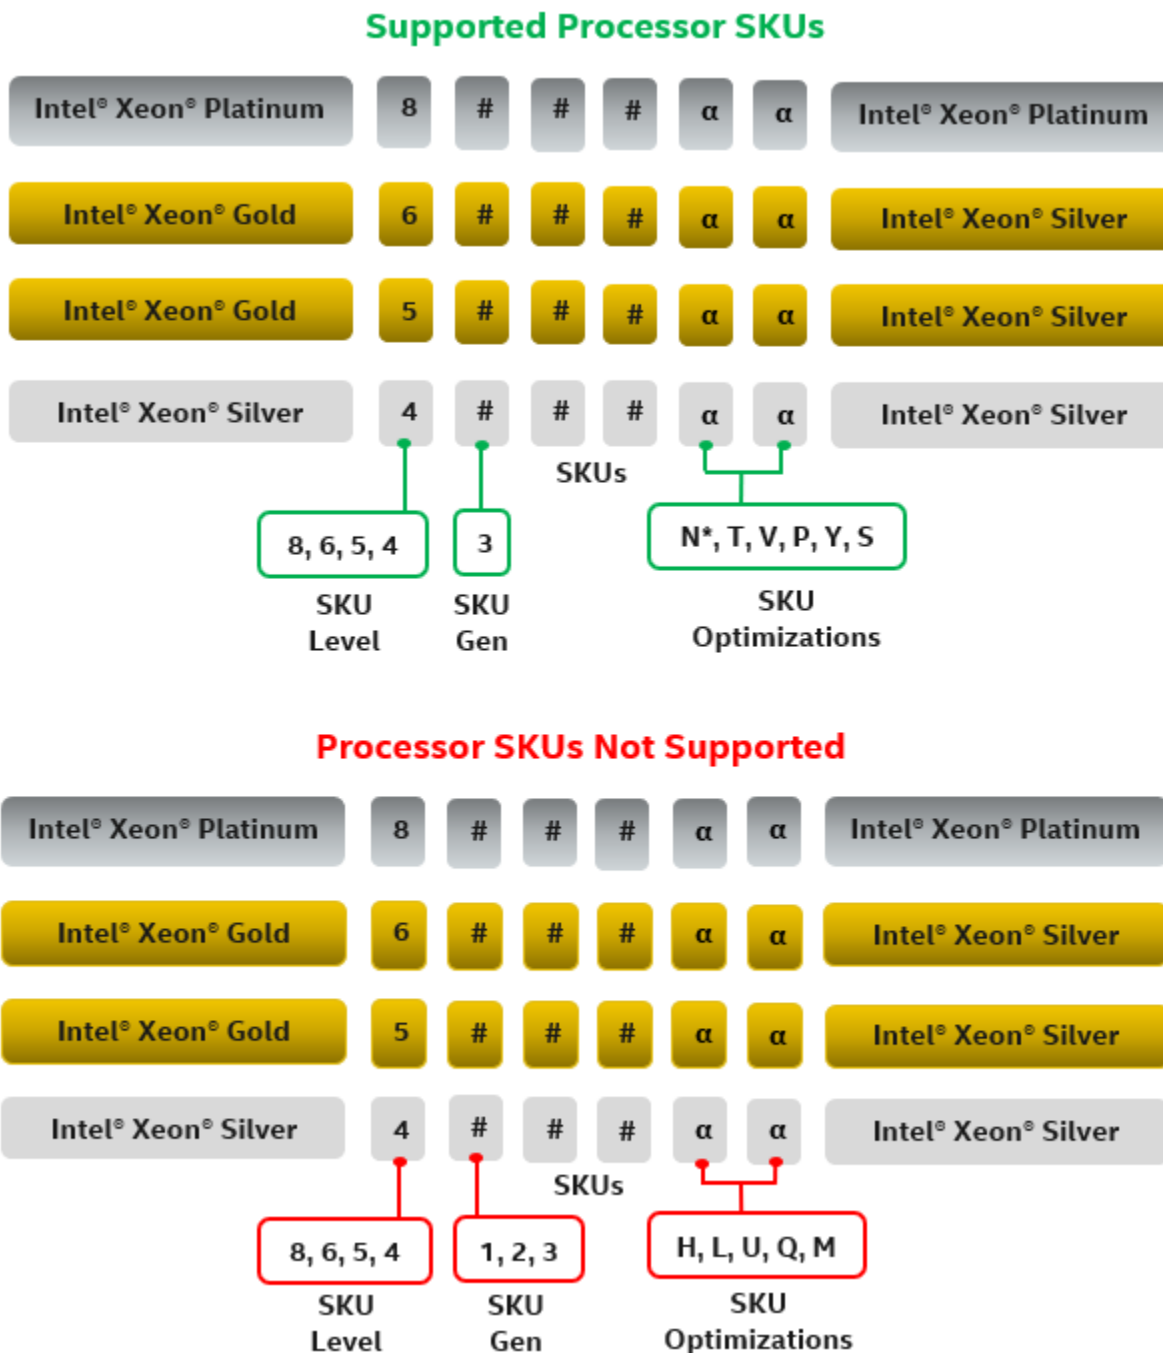 Supported Processor SKUs
Intel® Xeon® Platinum 8 # # # α α Intel® Xeon® Platinum
Intel® Xeon® Gold 6 # # # α α Intel® Xeon® Silver
Intel® Xeon® Gold 5 # # # α α Intel® Xeon® Silver
Intel® Xeon® Silver 4 # # # α α Intel® Xeon® Silver
SKUs
8, 6, 5, 4 3 N*, T, V, P, Y, S
SKU SKU SKU
Level Gen Optimizations
Processor SKUs Not Supported
Intel® Xeon® Platinum 8 # # # α α Intel® Xeon® Platinum
Intel® Xeon® Gold 6 # # # α α Intel® Xeon® Silver
Intel® Xeon® Gold 5 # # # α α Intel® Xeon® Silver
Intel® Xeon® Silver 4 # # # α α Intel® Xeon® Silver
SKUs
8, 6, 5, 4 1, 2, 3 H, L, U, Q, M
SKU SKU SKU
Level Gen Optimizations